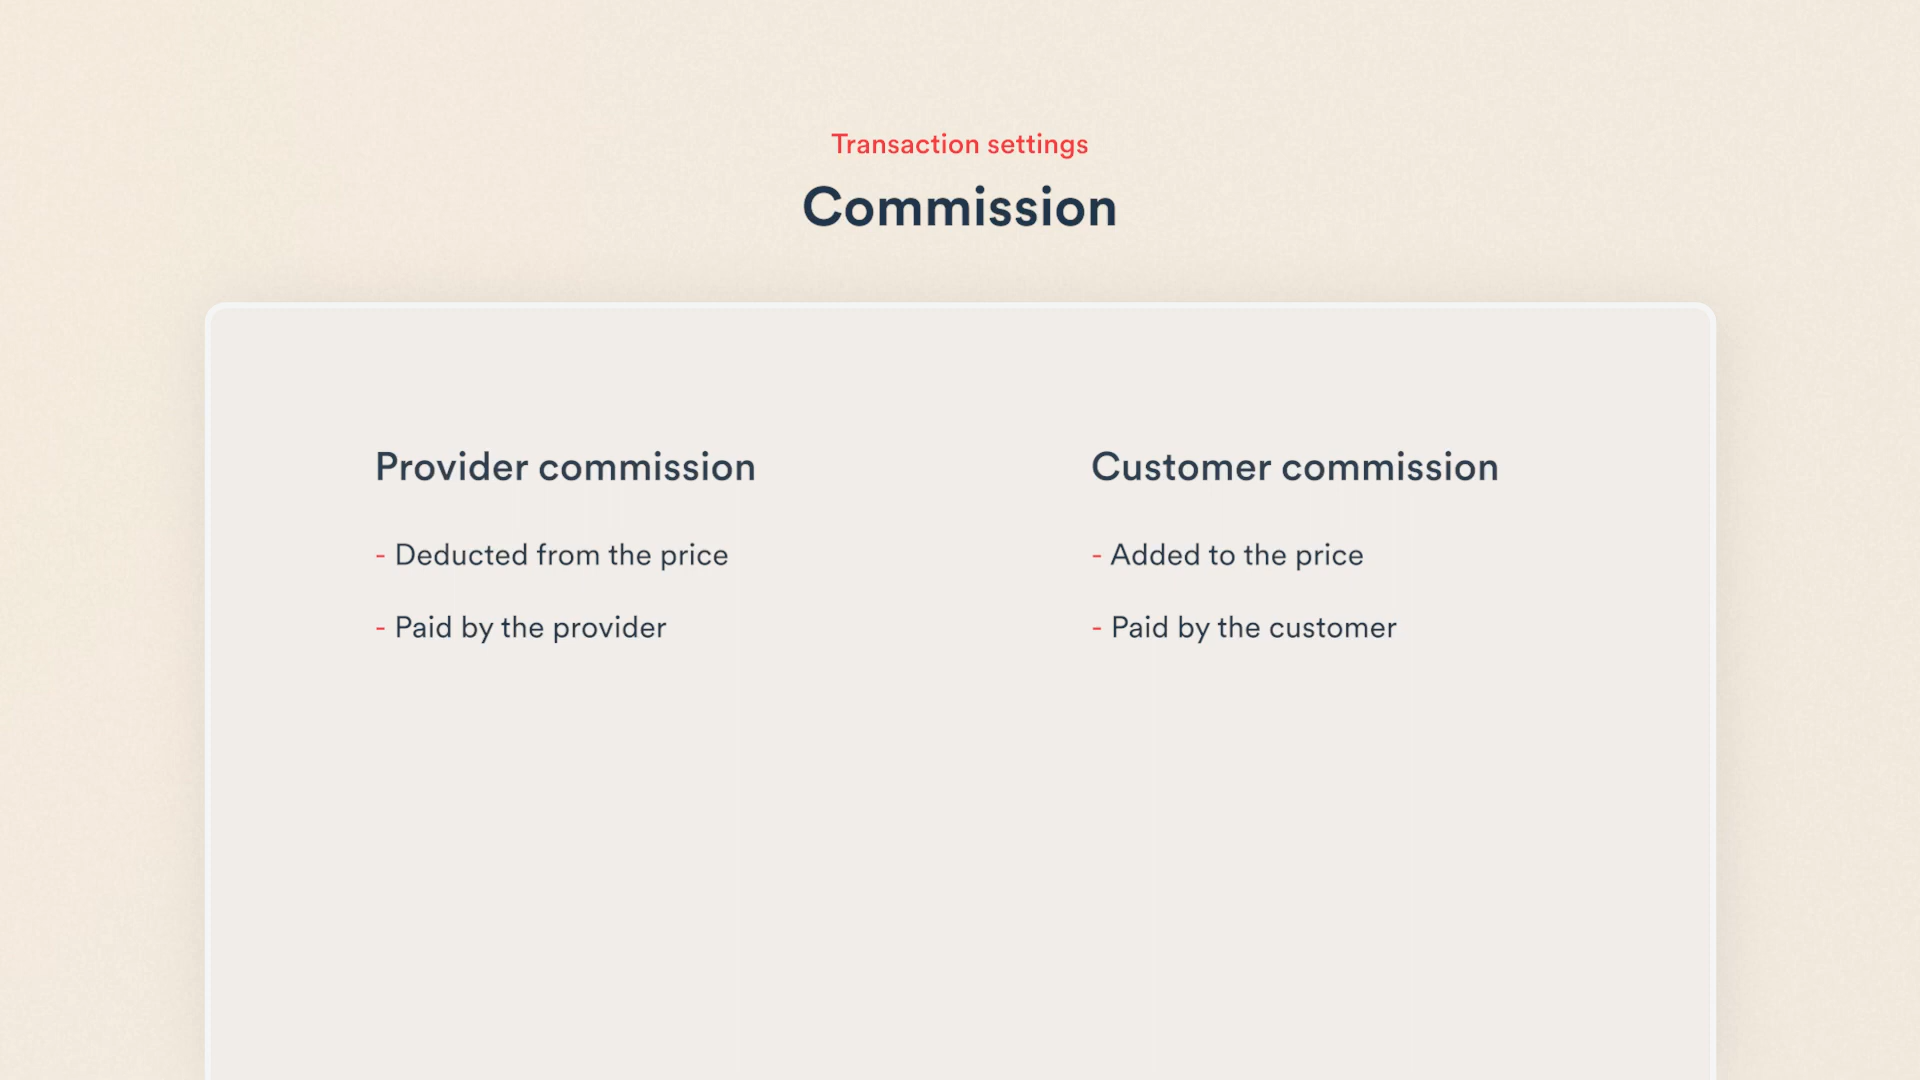 Transaction settings
Commission
Provider commission
- Deducted from the price
- Paid by the provider
Customer commission
- Added to the price
- Paid by the customer